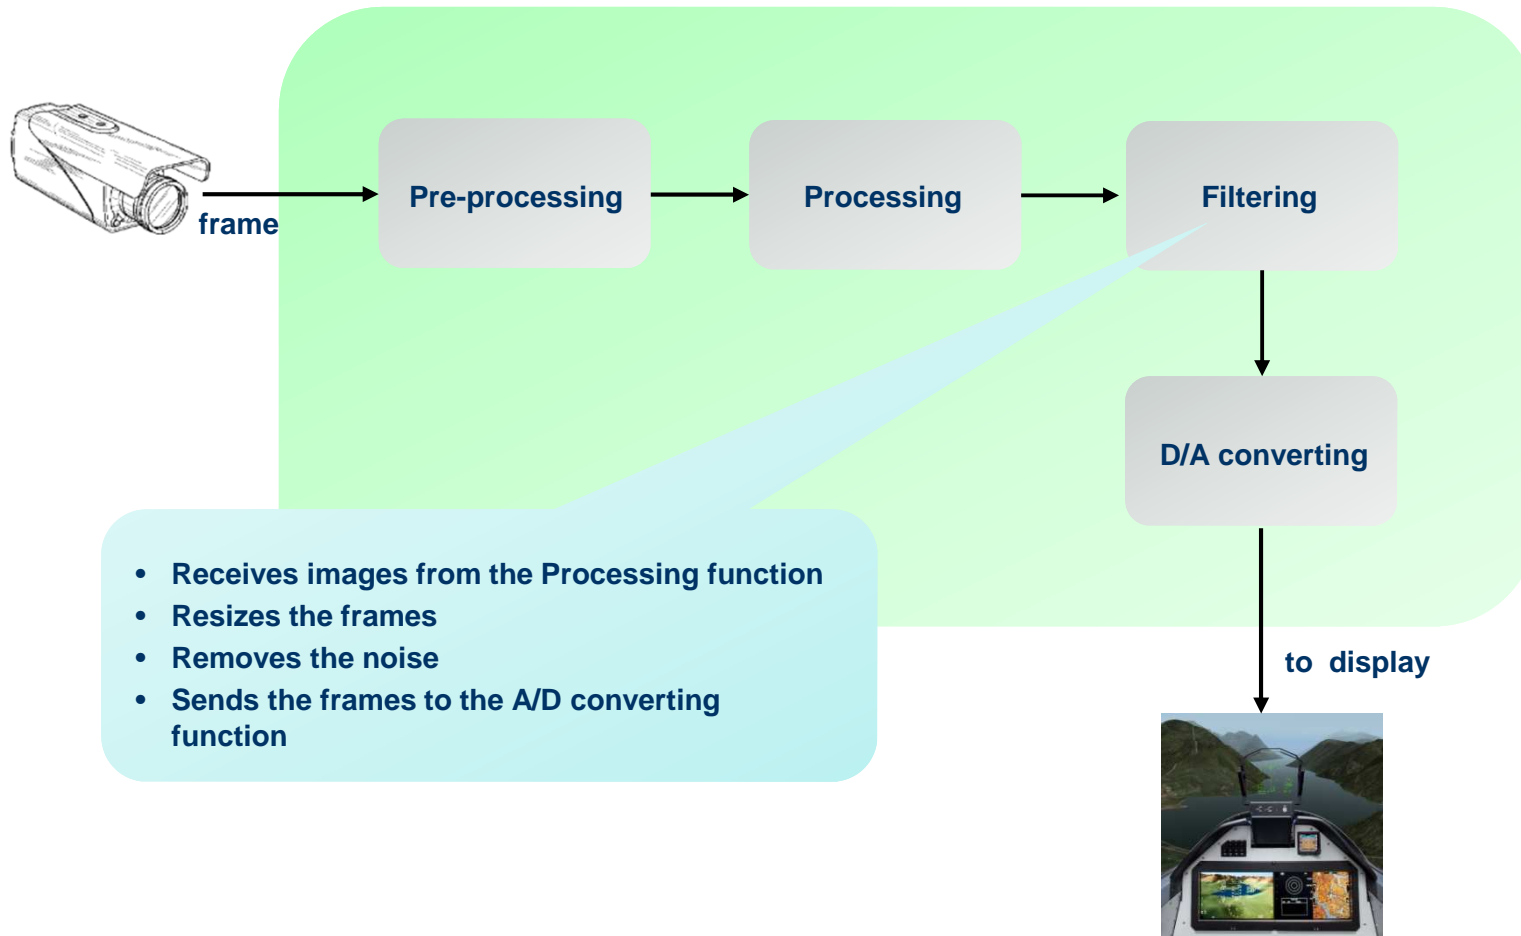 frame
Pre-processing
Processing
Filtering
D/A converting
• Receives images from the Processing function
• Resizes the frames
• Removes the noise
• Sends the frames to the A/D converting
function
to display